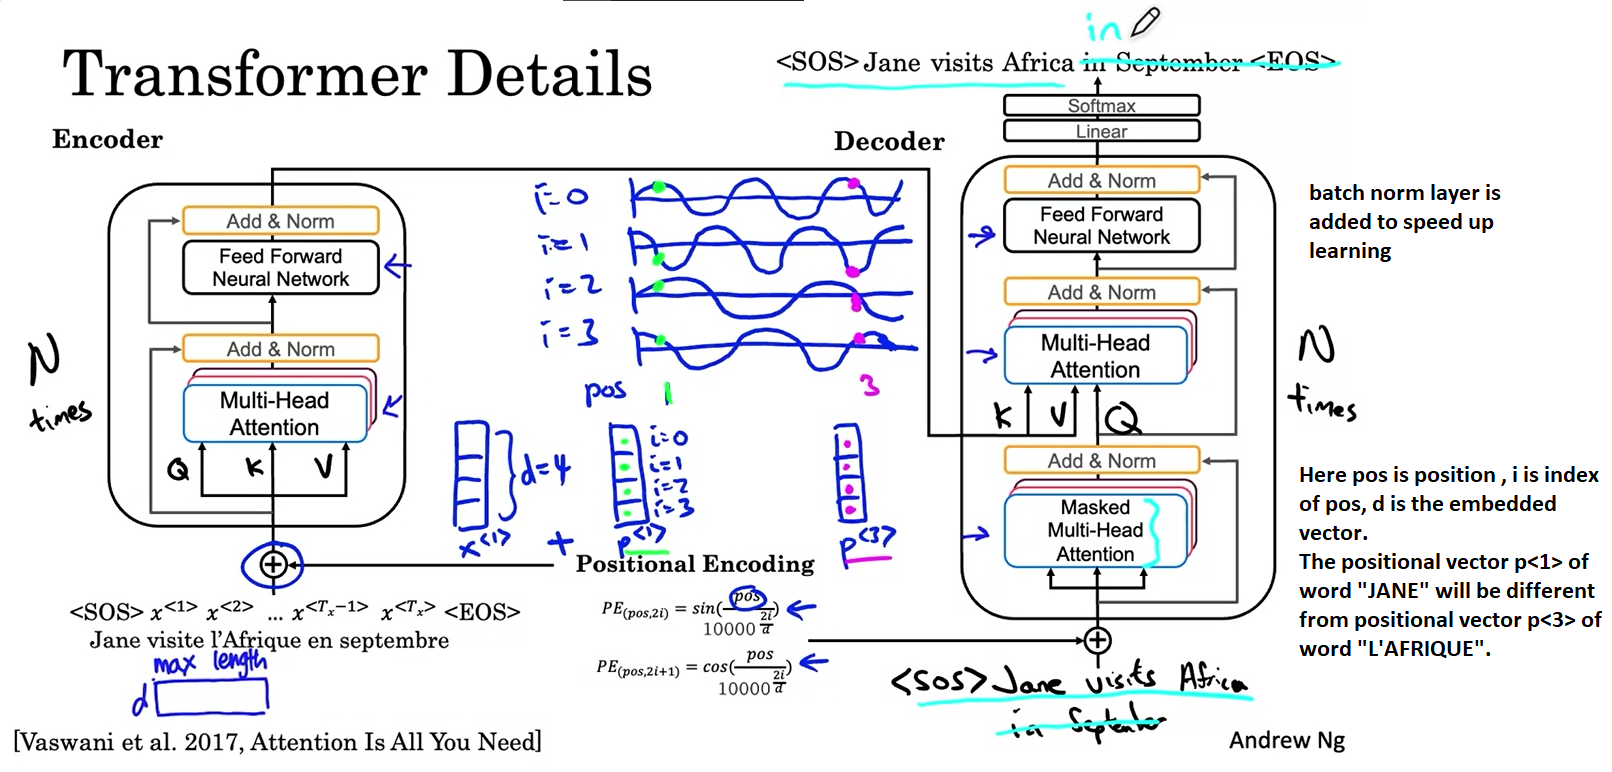 Transformer Details
in
<SOS> Jane visits Africa in September <EOS>
Softmax
Linear
Encoder
Decoder
Add & Norm
Feed Forward
Neural Network
Add & Norm
Multi-Head
Attention
Q K V
N
times
<SOS> x<1> x<2> ... x<Tx−1> x<Tx> <EOS>
Jane visite l'Afrique en septembre
max length
d
i=0
i=1
i=2
i=3
pos 1 3
d=4
i=0
i=1
i=2
i=3
x<1> + p<1> p<3>
Positional Encoding
PE(pos,2i) = sin(pos / 10000^(2i/d))
PE(pos,2i+1) = cos(pos / 10000^(2i/d))
Add & Norm
Feed Forward
Neural Network
Add & Norm
Multi-Head
Attention
K V Q
Add & Norm
Masked
Multi-Head
Attention
N
times
<SOS> Jane visits Africa
in September
batch norm layer is
added to speed up
learning
Here pos is position , i is index
of pos, d is the embedded
vector.
The positional vector p<1> of
word "JANE" will be different
from positional vector p<3> of
word "L'AFRIQUE".
[Vaswani et al. 2017, Attention Is All You Need]
Andrew Ng